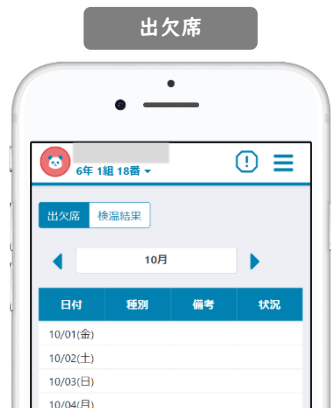 出欠席
6年 1組 18番
出欠席 検温結果
10月
日付 種別 備考 状況
10/01(金)
10/02(土)
10/03(日)
10/04(月)